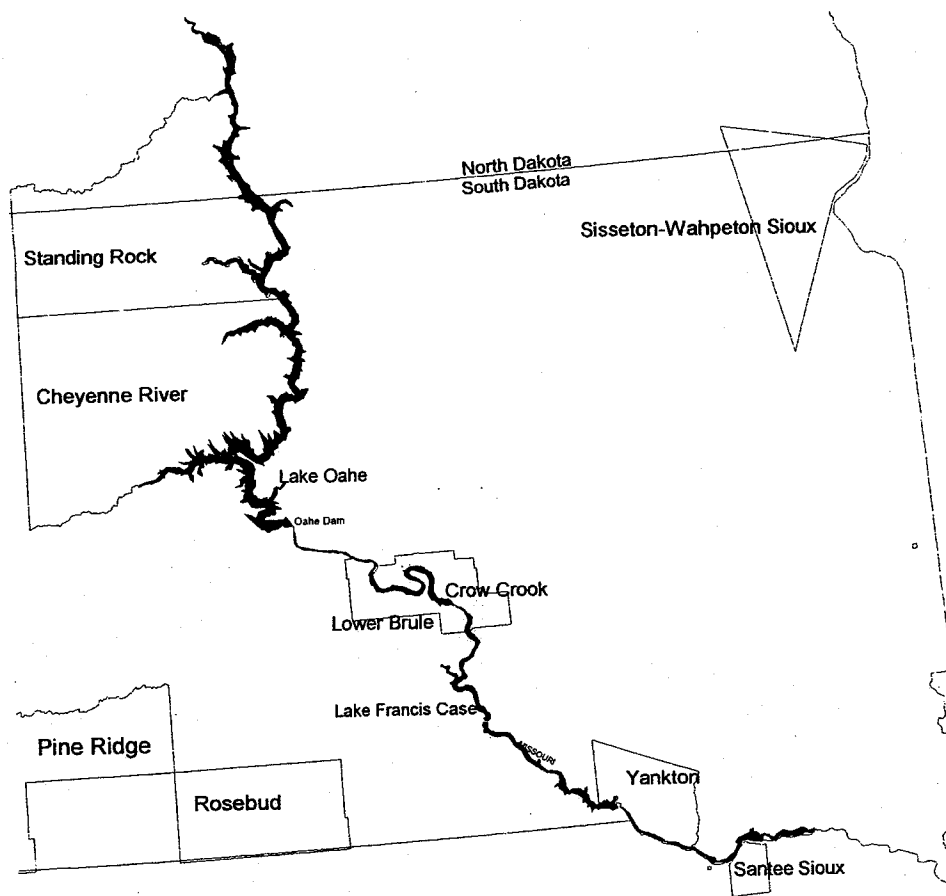 North Dakota
South Dakota
Sisseton-Wahpeton Sioux
Standing Rock
Cheyenne River
Lake Oahe
Oahe Dam
Crow Crook
Lower Brule
Lake Francis Case
MISSOURI
Pine Ridge
Yankton
Rosebud
Santee Sioux